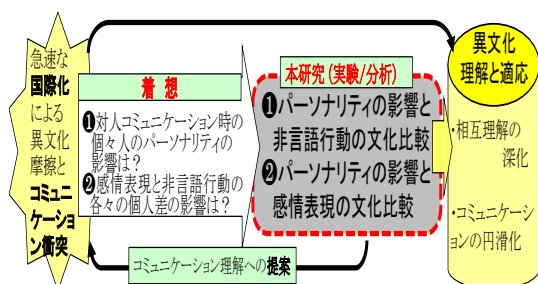 急速な
国際化
による
異文化
摩擦と
コミュニ
ケーショ
ン衝突
着 想
❶対人コミュニケーション時の
個々人のパーソナリティの
影響は？
❷感情表現と非言語行動の
各々の個人差の影響は？
本研究（実験/分析）
❶パーソナリティの影響と
非言語行動の文化比較
❷パーソナリティの影響と
感情表現の文化比較
異文化
理解と適応
・相互理解の
深化
・コミュニケーシ
ョンの円滑化
コミュニケーション理解への提案